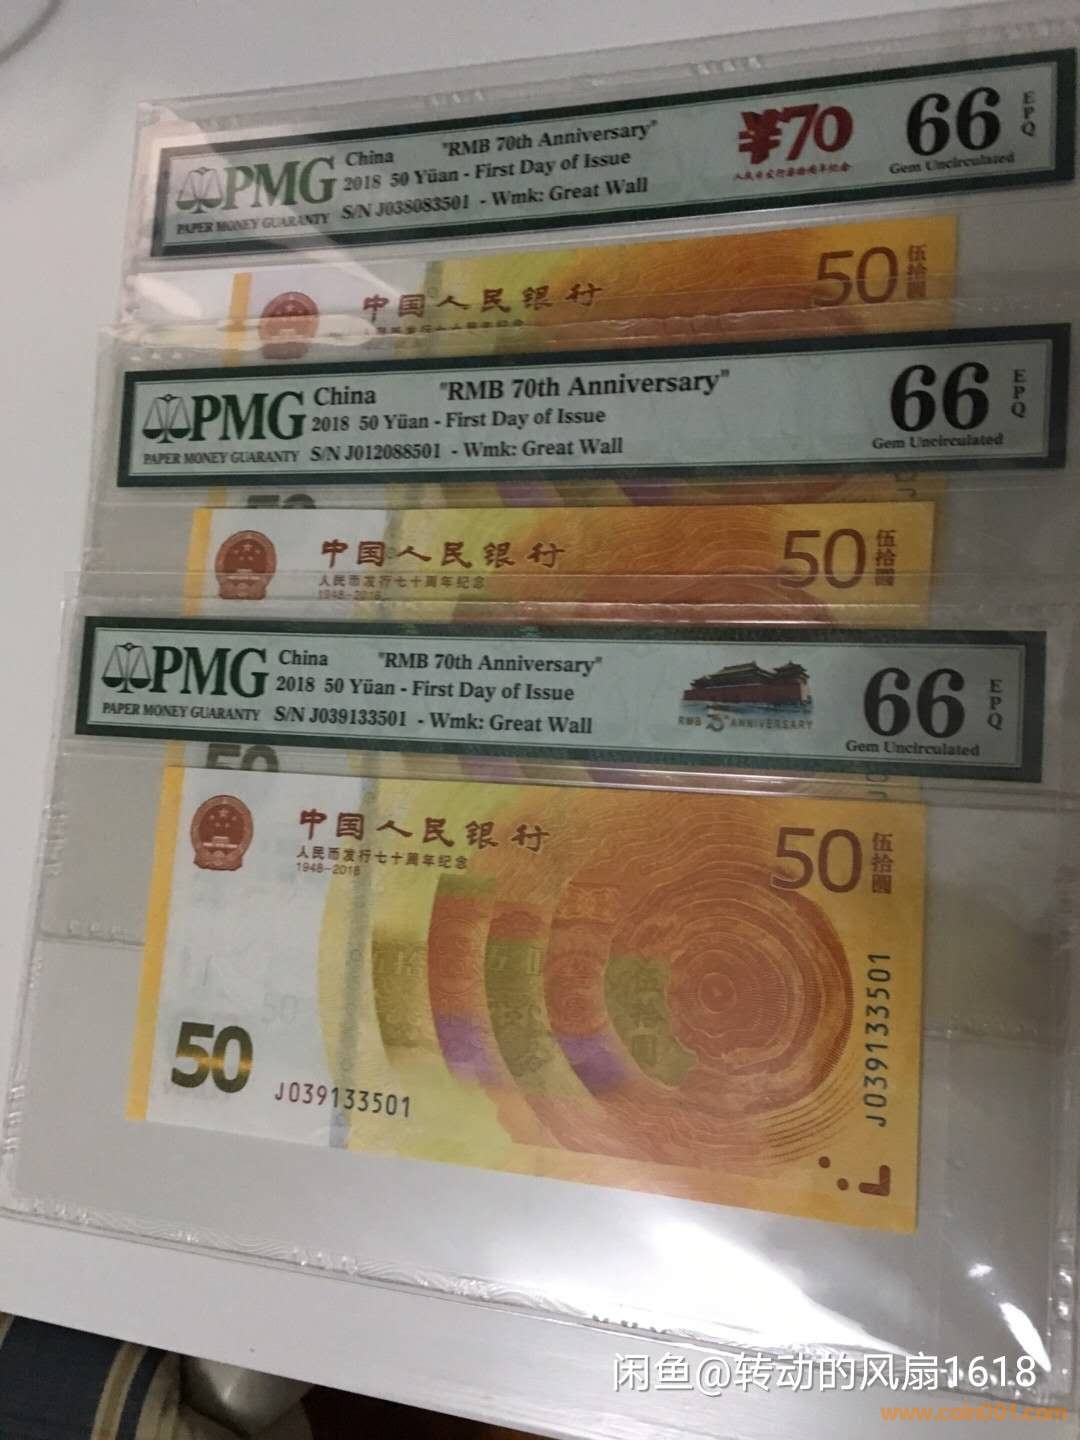 PMG
PAPER MONEY GUARANTY
China "RMB 70th Anniversary"
2018 50 Yüan - First Day of Issue
S/N J038083501 - Wmk: Great Wall
¥70
66
EPQ
Gem Uncirculated
中国人民银行
50
伍拾圆
PMG
PAPER MONEY GUARANTY
China "RMB 70th Anniversary"
2018 50 Yüan - First Day of Issue
S/N J012088501 - Wmk: Great Wall
66
EPQ
Gem Uncirculated
50
中国人民银行
人民币发行七十周年纪念
1948-2018
50
伍拾圆
PMG
PAPER MONEY GUARANTY
China "RMB 70th Anniversary"
2018 50 Yüan - First Day of Issue
S/N J039133501 - Wmk: Great Wall
RMB 70th ANNIVERSARY
66
EPQ
Gem Uncirculated
50
中国人民银行
人民币发行七十周年纪念
1948-2018
50
伍拾圆
50
J039133501
J039133501
闲鱼@转动的风扇1618
www.coin001.com